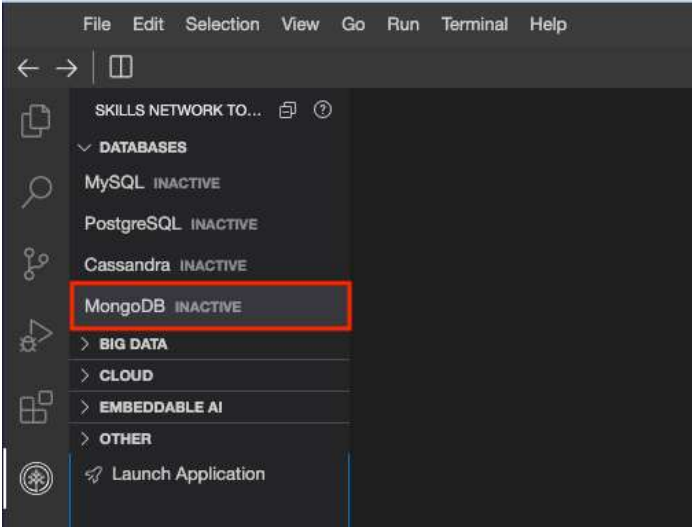 File Edit Selection View Go Run Terminal Help
SKILLS NETWORK TO...
DATABASES
MySQL INACTIVE
PostgreSQL INACTIVE
Cassandra INACTIVE
MongoDB INACTIVE
BIG DATA
CLOUD
EMBEDDABLE AI
OTHER
Launch Application